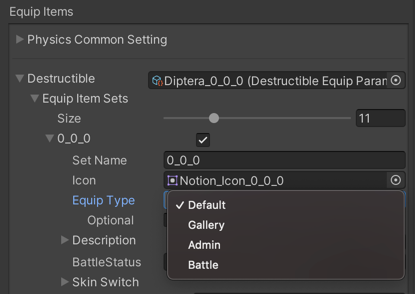 Equip Items
Physics Common Setting
Destructible Diptera_0_0_0 (Destructible Equip Paran
Equip Item Sets
Size 11
0_0_0
Set Name 0_0_0
Icon Notion_Icon_0_0_0
Equip Type Default
Optional Gallery
Description Admin
BattleStatus Battle
Skin Switch